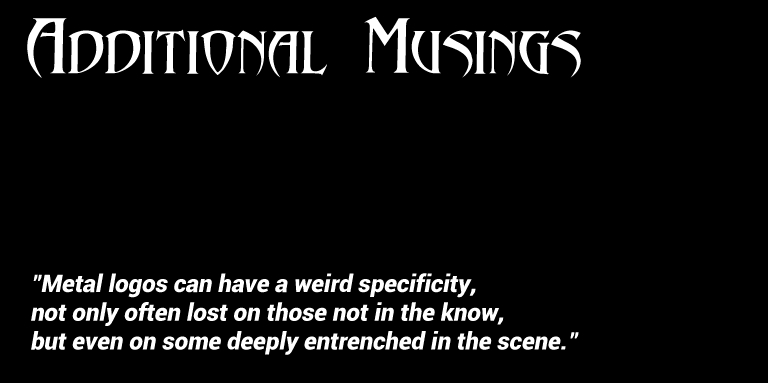 Additional Musings
"Metal logos can have a weird specificity,
not only often lost on those not in the know,
but even on some deeply entrenched in the scene."